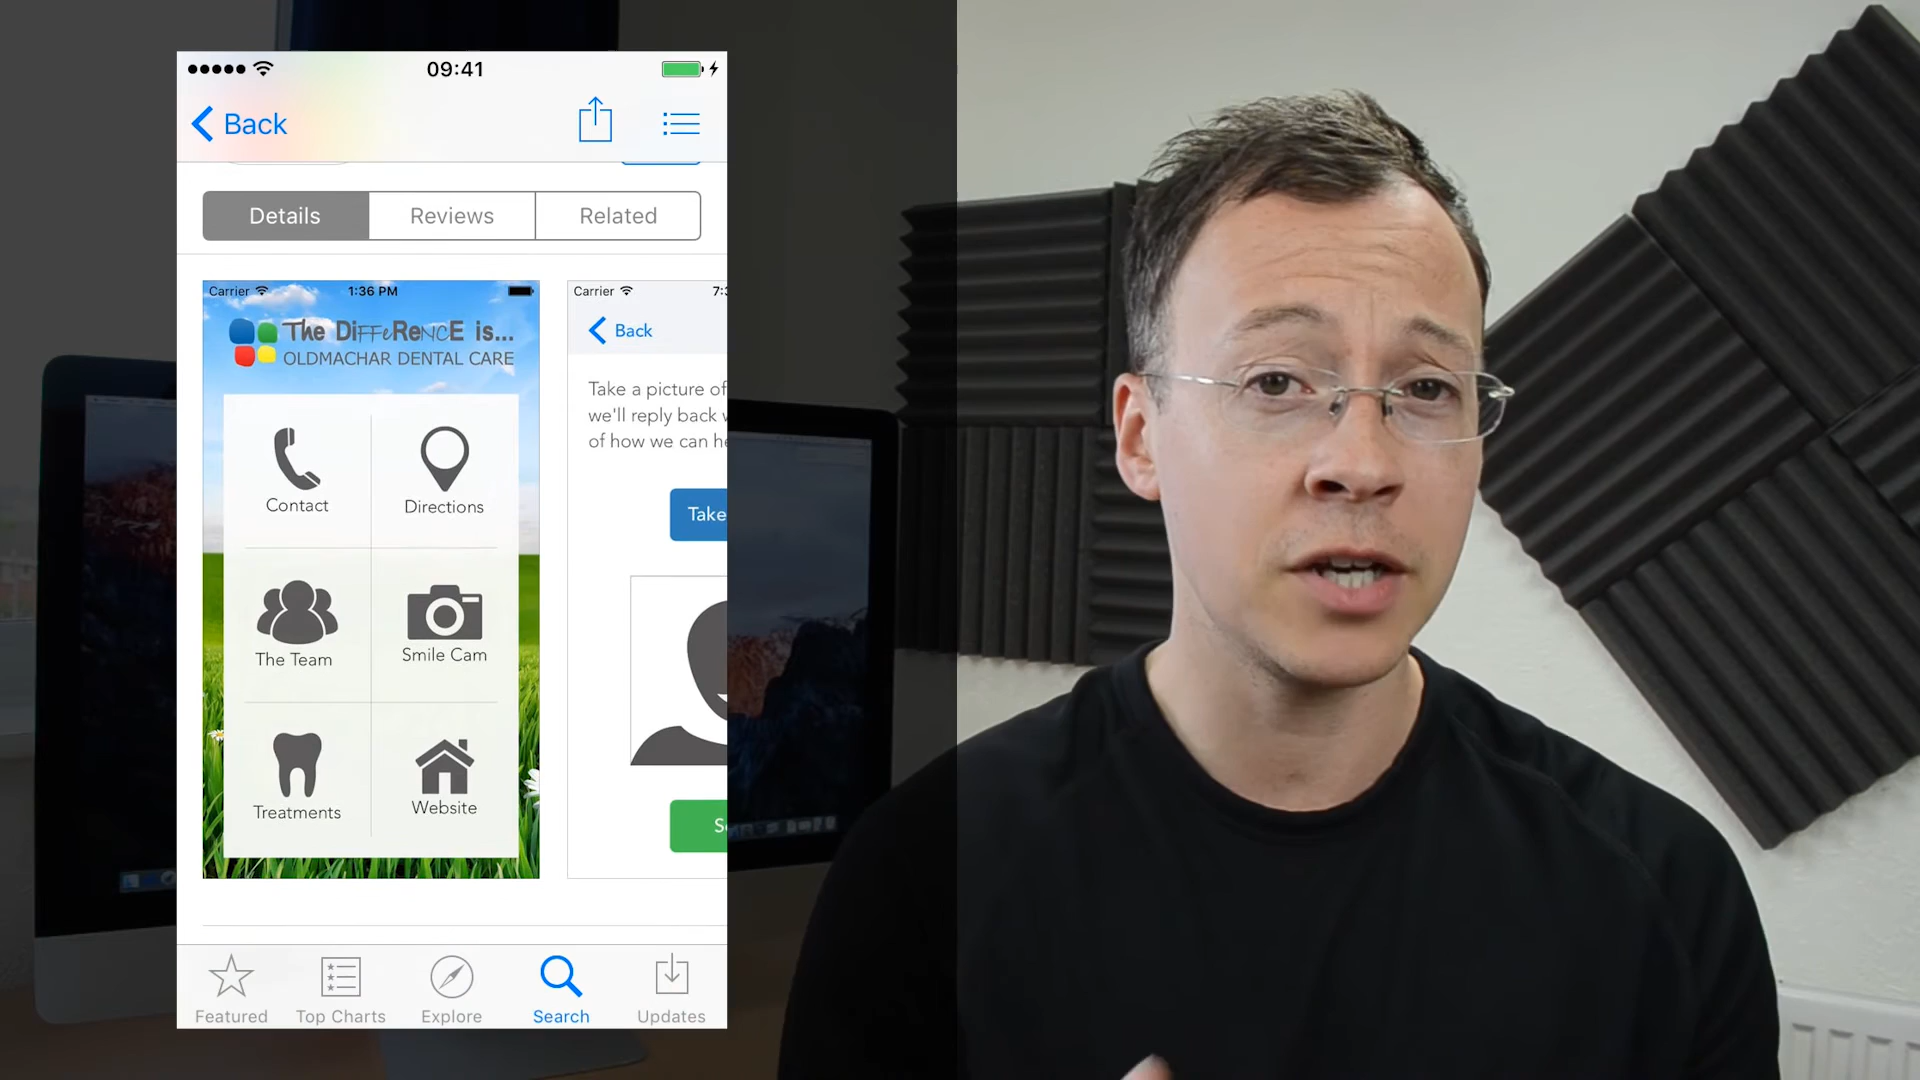 09:41
Back
Details Reviews Related
Carrier 1:36 PM
The DiffeRencE is...
OLDMACHAR DENTAL CARE
Contact Directions
The Team Smile Cam
Treatments Website
Carrier 7:3
Back
Take a picture of
we'll reply back
of how we can
Take
Featured Top Charts Explore Search Updates